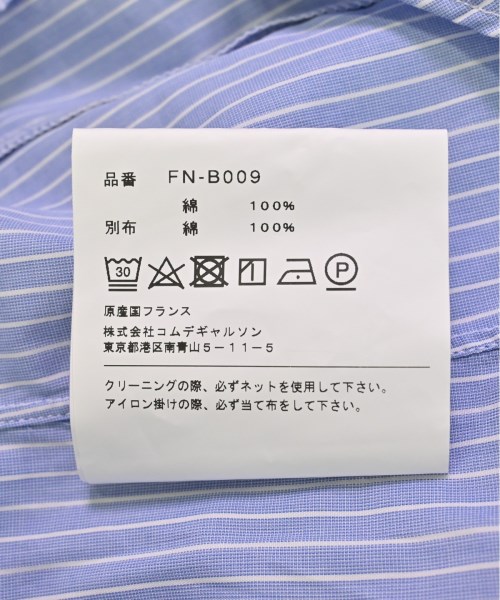 品番 FN-B009
綿 100%
別布 綿 100%
30 P
原産国フランス
株式会社コムデギャルソン
東京都港区南青山5-11-5
クリーニングの際、必ずネットを使用して下さい。
アイロン掛けの際、必ず当て布をして下さい。